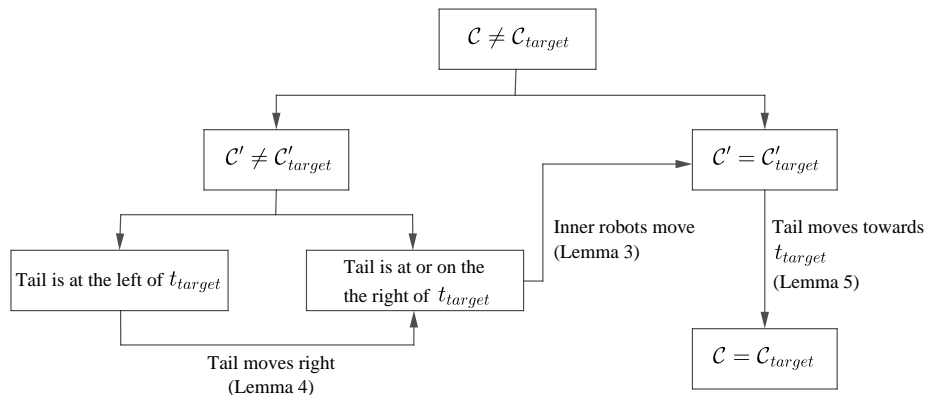 𝒞 ≠ 𝒞_target
𝒞′ ≠ 𝒞′_target
𝒞′ = 𝒞′_target
Tail is at the left of t_target
Tail is at or on the
the right of t_target
Inner robots move
(Lemma 3)
Tail moves towards
t_target
(Lemma 5)
Tail moves right
(Lemma 4)
𝒞 = 𝒞_target